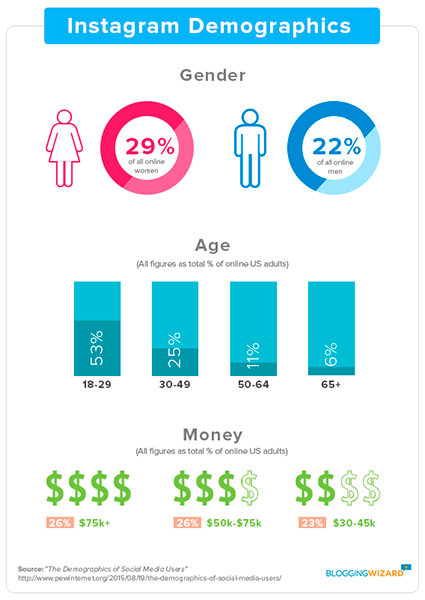 Instagram Demographics
Gender
29%
of all online
women
22%
of all online
men
Age
(All figures as total % of online US adults)
53%
25%
11%
6%
18-29
30-49
50-64
65+
Money
(All figures as total % of online US adults)
$$$$
$$$$
$$$$
26% $75k+
26% $50k-$75k
23% $30-45k
Source: "The Demographics of Social Media Users"
http://www.pewinternet.org/2015/08/19/the-demographics-of-social-media-users/
BLOGGINGWIZARD